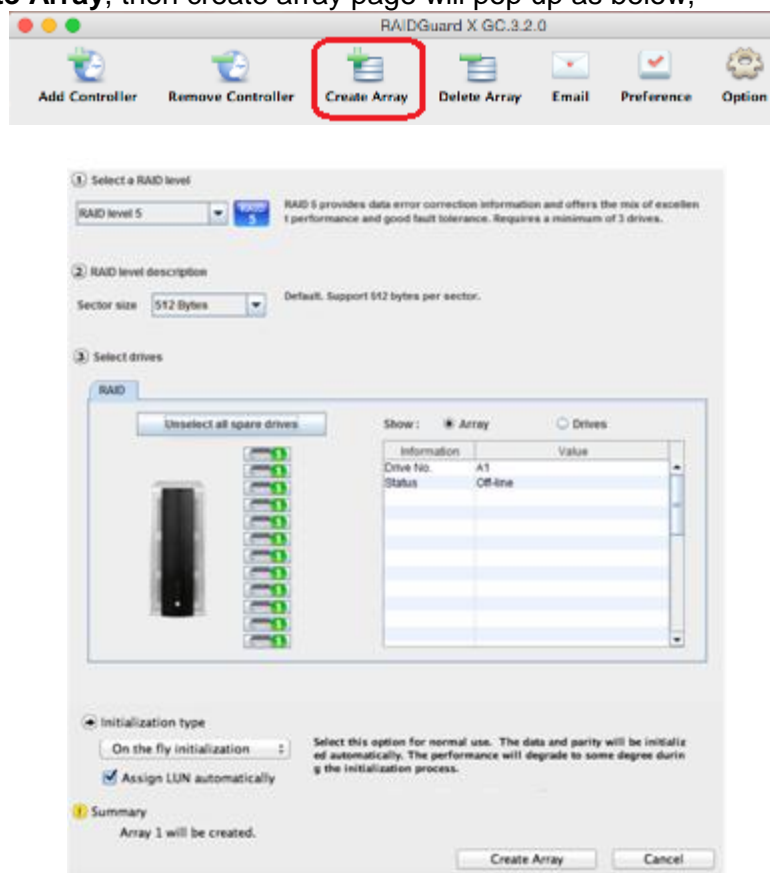 Array, then create array page will pop up as below,
RAIDGuard X GC.3.2.0
Add Controller Remove Controller Create Array Delete Array Email Preference Option
1 Select a RAID level
RAID level 5 RAID 5 RAID 5 provides data error correction information and offers the mix of excellen
t performance and good fault tolerance. Requires a minimum of 3 drives.
2 RAID level description
Sector size 512 Bytes Default. Support 512 bytes per sector.
3 Select drives
RAID
Unselect all spare drives Show : Array Drives
Information Value
Drive No. A1
Status Off-line
Initialization type
On the fly initialization Select this option for normal use. The data and parity will be initializ
ed automatically. The performance will degrade to some degree durin
Assign LUN automatically g the initialization process.
Summary
Array 1 will be created.
Create Array Cancel